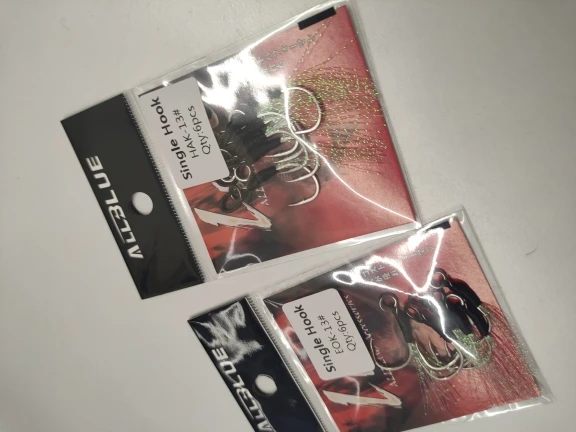 ALLBLUE
Single Hook
HAK-13#
Qty:6pcs
ALLBLUE
Single Hook
EOK-13#
Qty:6pcs